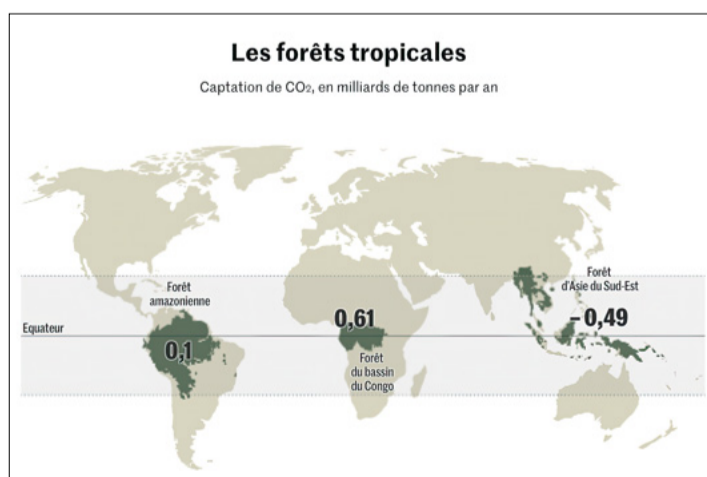 Les forêts tropicales
Captation de CO₂, en milliards de tonnes par an
Forêt
amazonienne
Forêt
d'Asie du Sud-Est
Equateur
0,1
0,61
- 0,49
Forêt
du bassin
du Congo